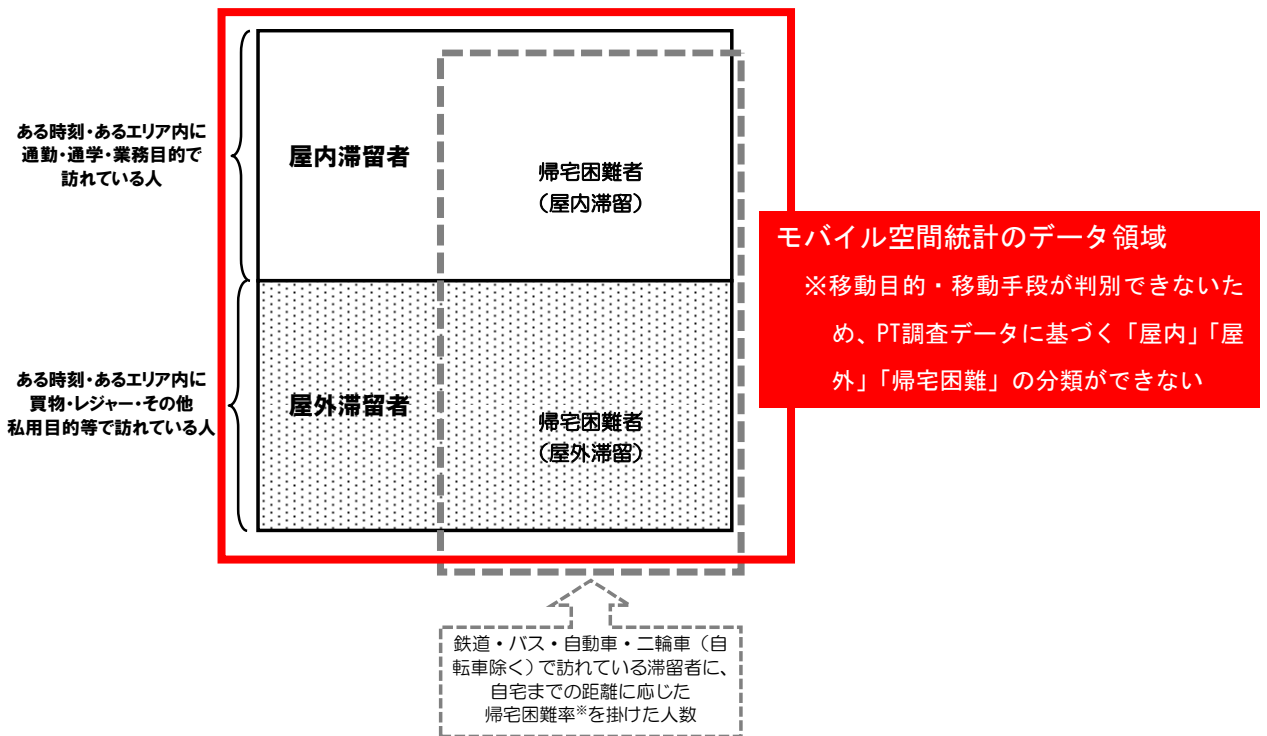 ある時刻・あるエリア内に
通勤・通学・業務目的で
訪れている人
屋内滞留者
帰宅困難者
(屋内滞留)
モバイル空間統計のデータ領域
※移動目的・移動手段が判別できないた
め、PT調査データに基づく「屋内」「屋
外」「帰宅困難」の分類ができない
ある時刻・あるエリア内に
買物・レジャー・その他
私用目的等で訪れている人
屋外滞留者
帰宅困難者
(屋外滞留)
鉄道・バス・自動車・二輪車（自
転車除く）で訪れている滞留者に、
自宅までの距離に応じた
帰宅困難率※を掛けた人数